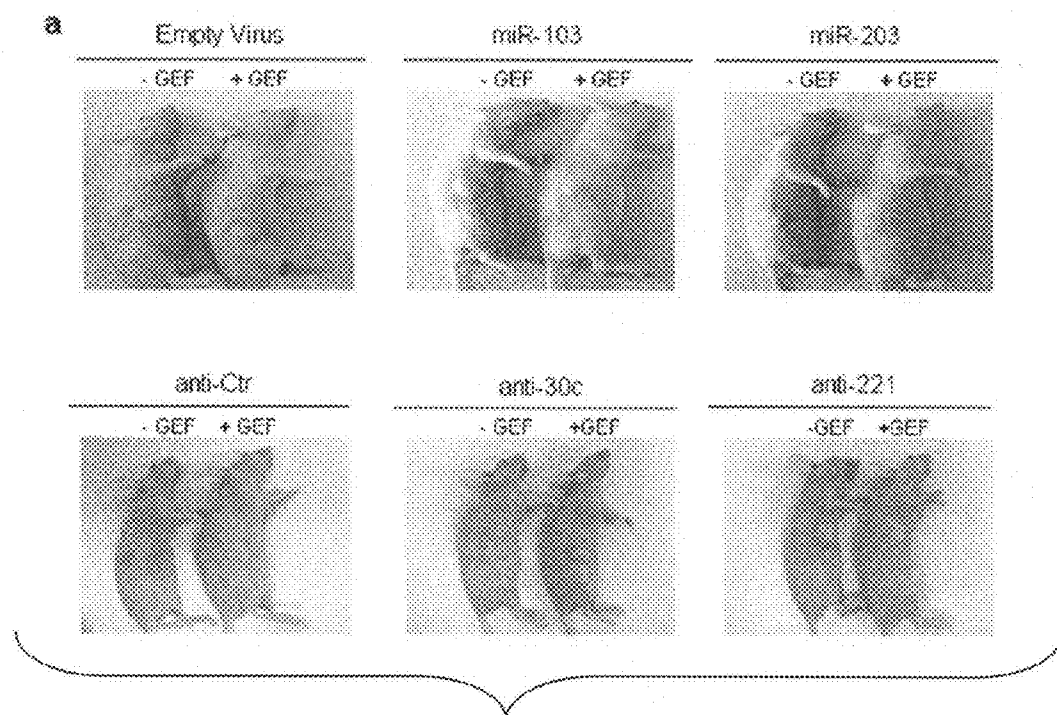 a
Empty Virus miR-103 miR-203
- GEF + GEF - GEF + GEF - GEF + GEF
anti-Ctr anti-30c anti-221
- GEF + GEF - GEF +GEF -GEF +GEF